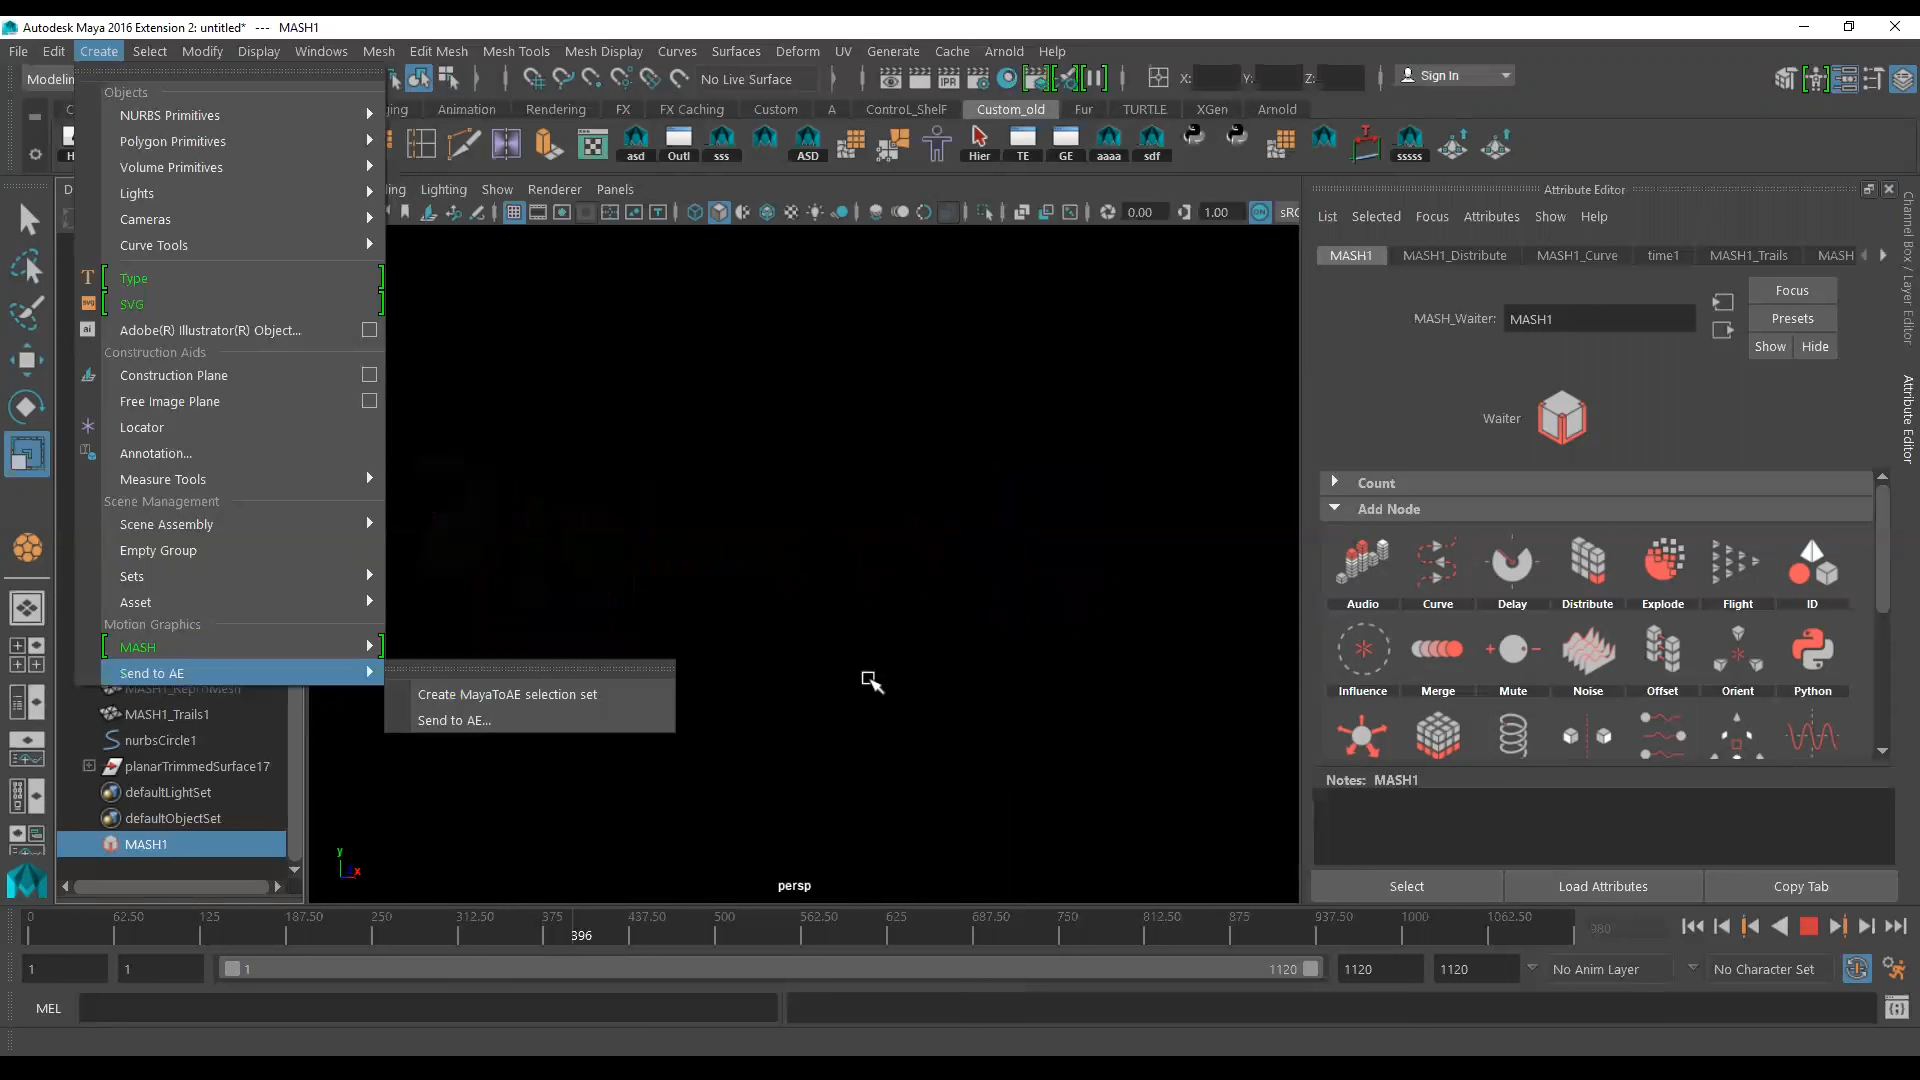 Autodesk Maya 2016 Extension 2: untitled*   ---   MASH1
File Edit Create Select Modify Display Windows Mesh Edit Mesh Mesh Tools Mesh Display Curves Surfaces Deform UV Generate Cache Arnold Help
No Live Surface X: Y: Z: Sign In
Animation Rendering FX FX Caching Custom A ControL_ShelF Custom_old Fur TURTLE XGen Arnold
asd Outl sss ASD Hier TE GE aaaa sdf sssss
Lighting Show Renderer Panels
0.00 1.00
Objects
NURBS Primitives
Polygon Primitives
Volume Primitives
Lights
Cameras
Curve Tools
Type
SVG
Adobe(R) Illustrator(R) Object...
Construction Aids
Construction Plane
Free Image Plane
Locator
Annotation...
Measure Tools
Scene Management
Scene Assembly
Empty Group
Sets
Asset
Motion Graphics
MASH
Send to AE
Create MayaToAE selection set
Send to AE...
MASH1_ReproMesh
MASH1_Trails1
nurbsCircle1
planarTrimmedSurface17
defaultLightSet
defaultObjectSet
MASH1
y
x
persp
Attribute Editor
List Selected Focus Attributes Show Help
MASH1 MASH1_Distribute MASH1_Curve time1 MASH1_Trails MASH
MASH_Waiter: MASH1
Focus
Presets
Show Hide
Waiter
Count
Add Node
Audio Curve Delay Distribute Explode Flight ID
Influence Merge Mute Noise Offset Orient Python
Notes: MASH1
Select Load Attributes Copy Tab
Channel Box / Layer Editor
Attribute Editor
0 62.50 125 187.50 250 312.50 375 437.50 500 562.50 625 687.50 750 812.50 875 937.50 1000 1062.50
396
980
1 1 1 1120 1120 1120 No Anim Layer No Character Set
MEL